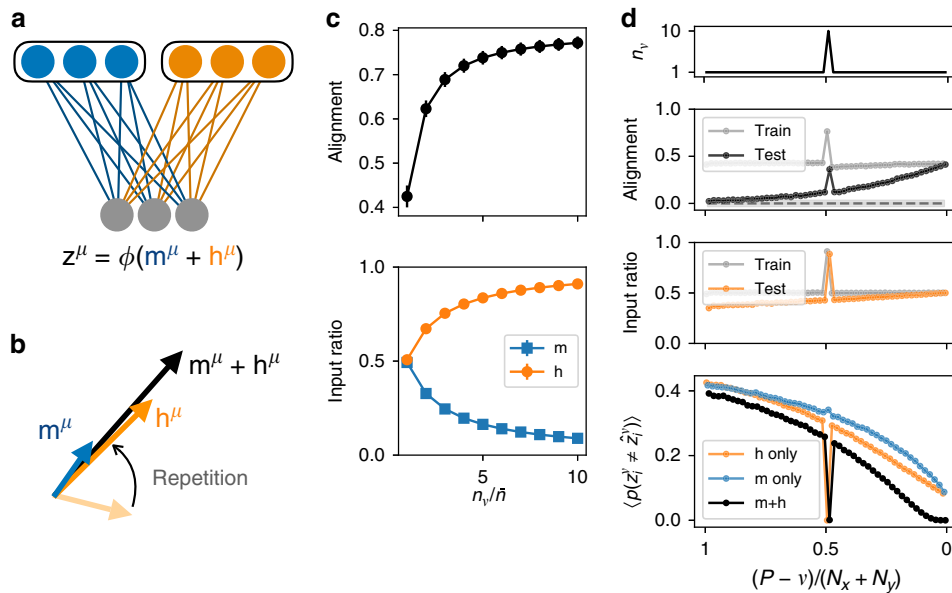 a
z^μ = ϕ(m^μ + h^μ)
b
m^μ + h^μ
m^μ
h^μ
Repetition
c
Alignment
0.8
0.7
0.6
0.5
0.4
Input ratio
1.0
0.5
0.0
m
h
5
10
n_ν/n̄
d
n_ν
10
1
Alignment
1.0
0.5
0.0
Train
Test
Input ratio
1.0
0.5
0.0
Train
Test
⟨p(z_i^ν ≠ ẑ_i^ν)⟩
0.4
0.2
0.0
h only
m only
m+h
1
0.5
0
(P − ν)/(N_x + N_y)